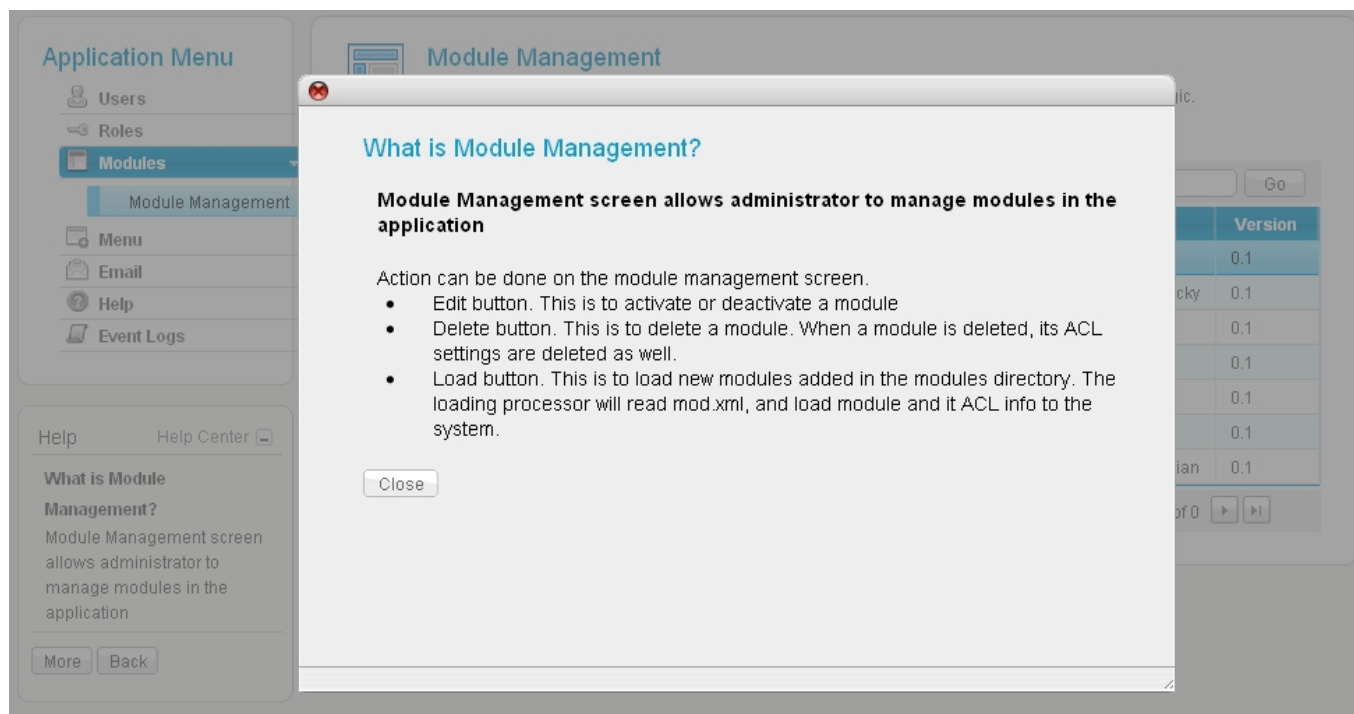 Application Menu
Users
Roles
Modules
Module Management
Menu
Email
Help
Event Logs
Help Help Center
What is Module
Management?
Module Management screen
allows administrator to
manage modules in the
application
More Back
Module Management
Go
Version
0.1
cky 0.1
0.1
0.1
0.1
0.1
ian 0.1
of 0
What is Module Management?
Module Management screen allows administrator to manage modules in the
application
Action can be done on the module management screen.
• Edit button. This is to activate or deactivate a module
• Delete button. This is to delete a module. When a module is deleted, its ACL
settings are deleted as well.
• Load button. This is to load new modules added in the modules directory. The
loading processor will read mod.xml, and load module and it ACL info to the
system.
Close